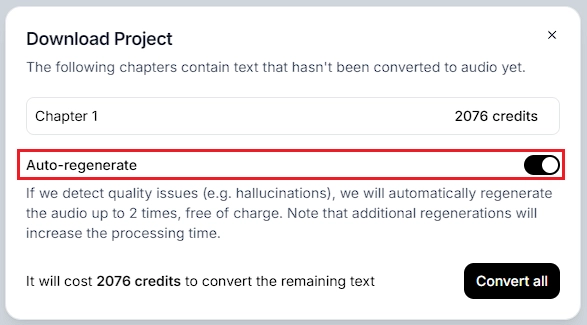 Download Project
The following chapters contain text that hasn't been converted to audio yet.
Chapter 1 2076 credits
Auto-regenerate
If we detect quality issues (e.g. hallucinations), we will automatically regenerate
the audio up to 2 times, free of charge. Note that additional regenerations will
increase the processing time.
It will cost 2076 credits to convert the remaining text Convert all